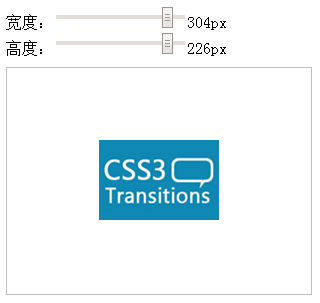 宽度： 304px
高度： 226px
CSS3
Transitions